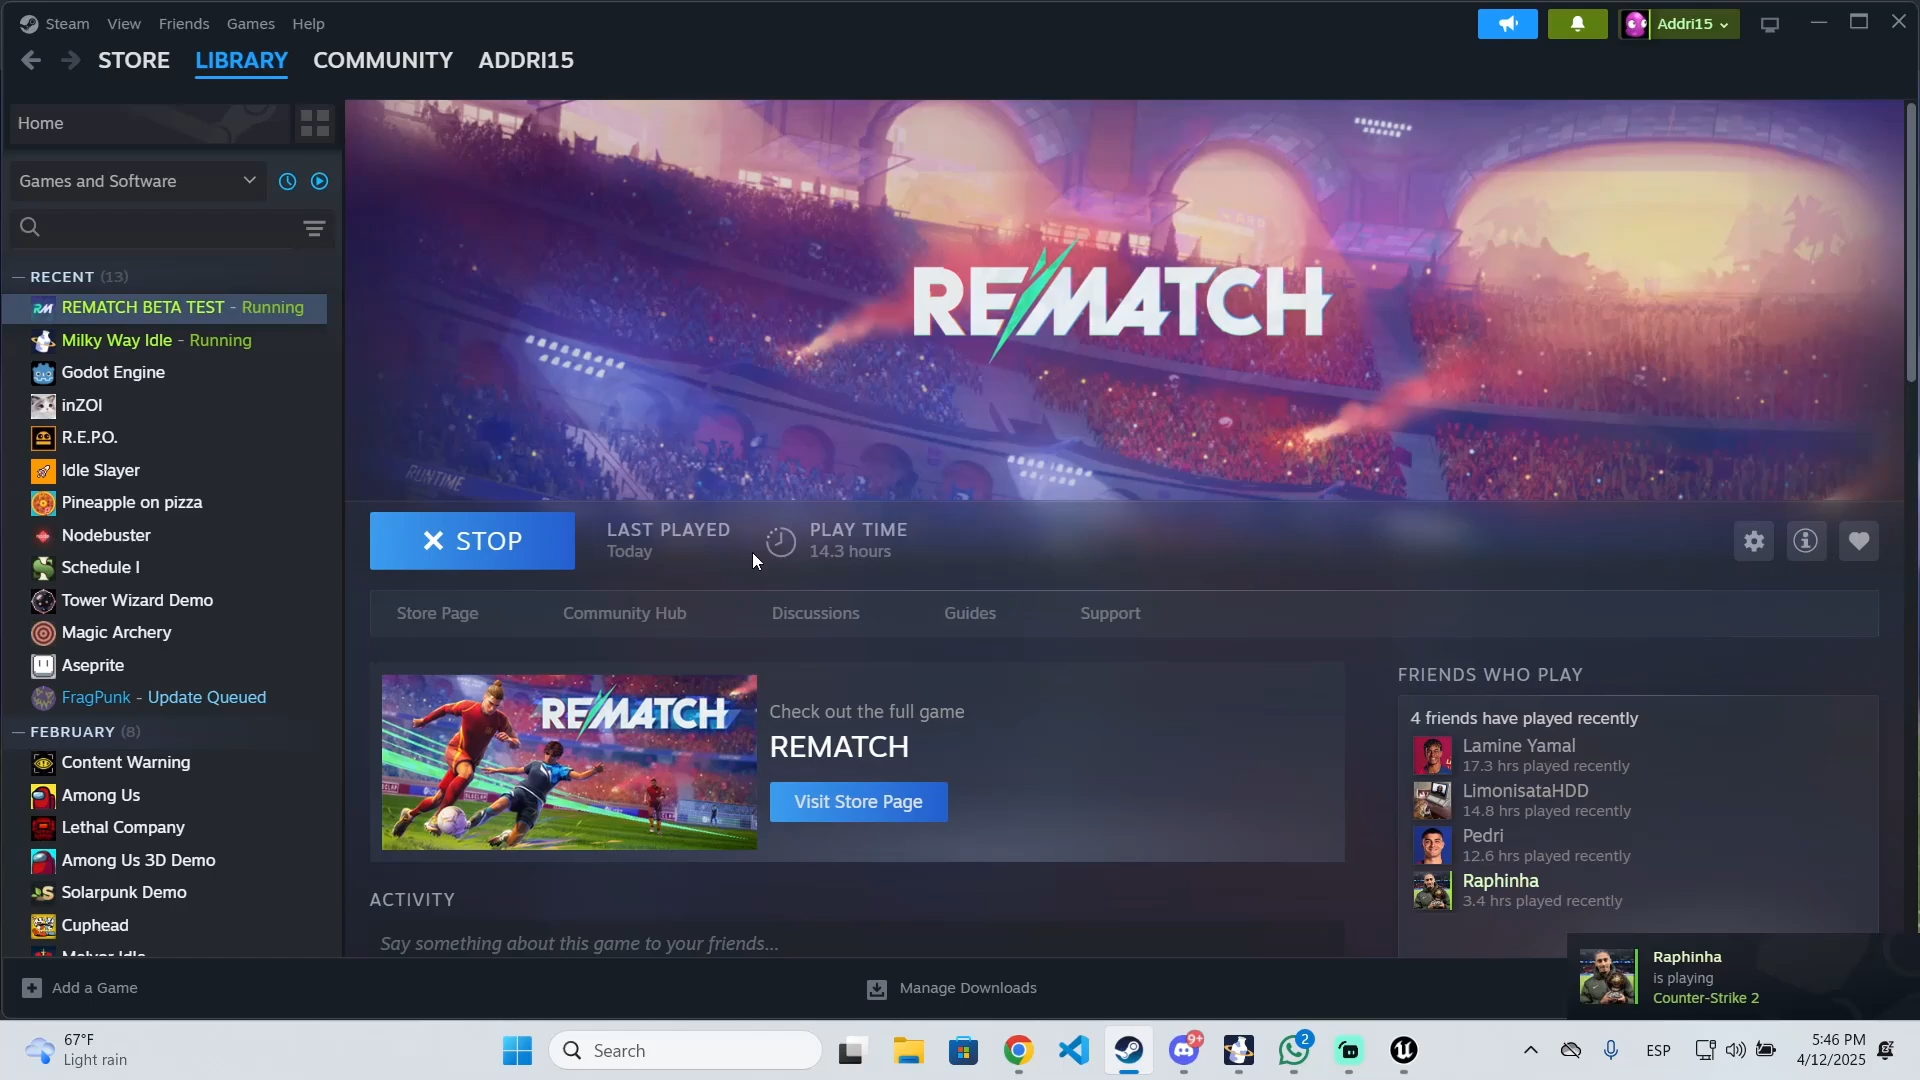 Steam View Friends Games Help
Addri15
STORE LIBRARY COMMUNITY ADDRI15
Home
Games and Software
RECENT (13)
REMATCH BETA TEST - Running
Milky Way Idle - Running
Godot Engine
inZOI
R.E.P.O.
Idle Slayer
Pineapple on pizza
Nodebuster
Schedule I
Tower Wizard Demo
Magic Archery
Aseprite
FragPunk - Update Queued
FEBRUARY (8)
Content Warning
Among Us
Lethal Company
Among Us 3D Demo
Solarpunk Demo
Cuphead
Melvor Idle
REMATCH
RUNTIME
STOP
LAST PLAYED
Today
PLAY TIME
14.3 hours
Store Page Community Hub Discussions Guides Support
REMATCH
Check out the full game
REMATCH
Visit Store Page
ACTIVITY
Say something about this game to your friends...
FRIENDS WHO PLAY
4 friends have played recently
Lamine Yamal
17.3 hrs played recently
LimonisataHDD
14.8 hrs played recently
Pedri
12.6 hrs played recently
Raphinha
3.4 hrs played recently
Raphinha
is playing
Counter-Strike 2
Add a Game
Manage Downloads
67°F
Light rain
Search
9+
2
ESP
5:46 PM
4/12/2025